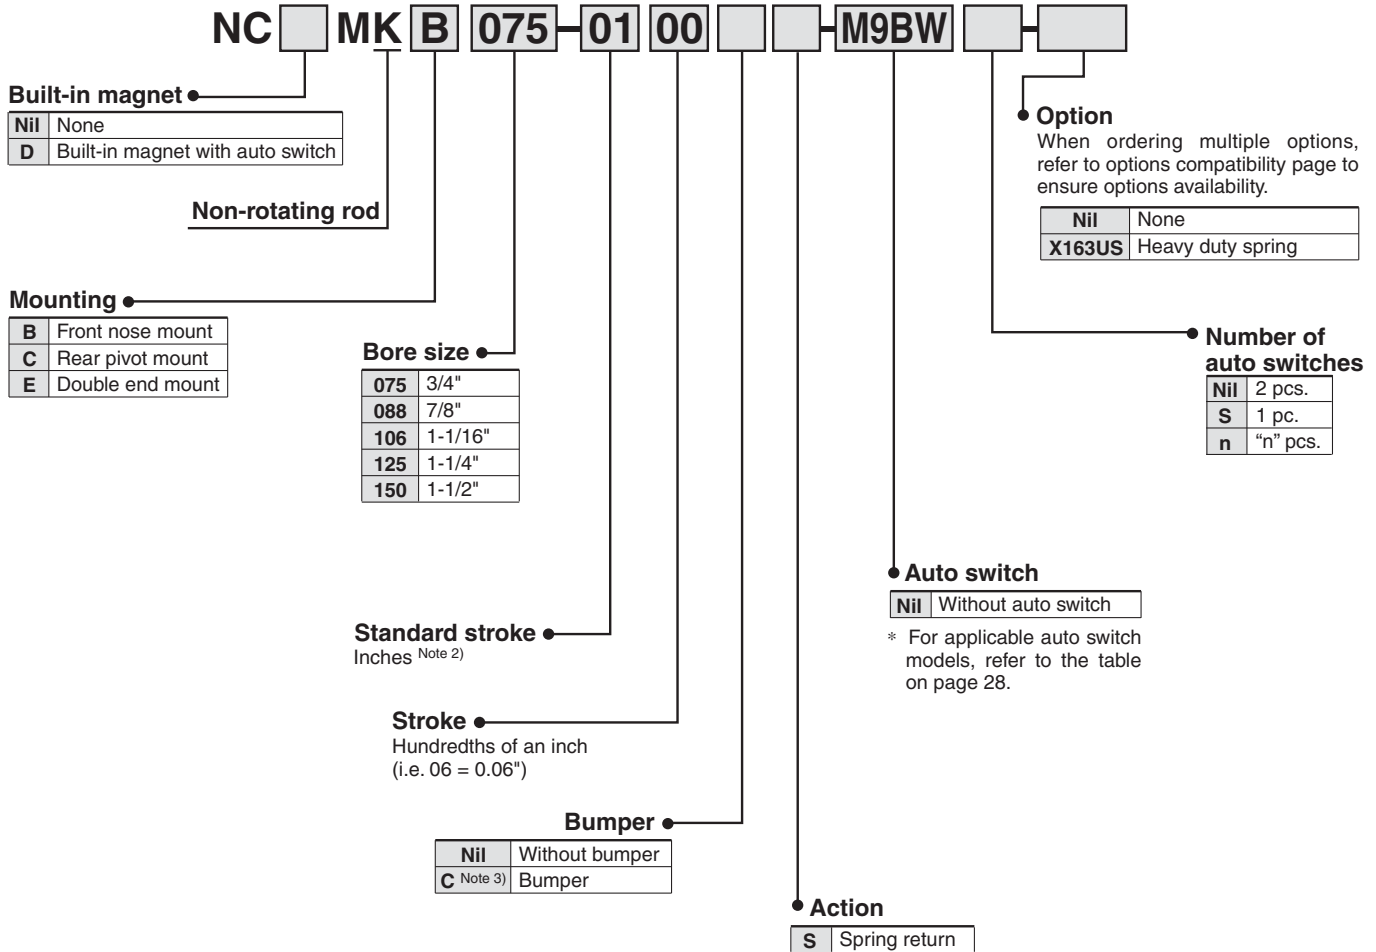 NC MK B 075-01 00 -M9BW -
Built-in magnet
Nil None
D Built-in magnet with auto switch
Non-rotating rod
Mounting
B Front nose mount
C Rear pivot mount
E Double end mount
Bore size
075 3/4"
088 7/8"
106 1-1/16"
125 1-1/4"
150 1-1/2"
Standard stroke
Inches Note 2)
Stroke
Hundredths of an inch
(i.e. 06 = 0.06")
Bumper
Nil Without bumper
C Note 3) Bumper
Action
S Spring return
Auto switch
Nil Without auto switch
* For applicable auto switch
models, refer to the table
on page 28.
Number of
auto switches
Nil 2 pcs.
S 1 pc.
n “n” pcs.
Option
When ordering multiple options,
refer to options compatibility page to
ensure options availability.
Nil None
X163US Heavy duty spring